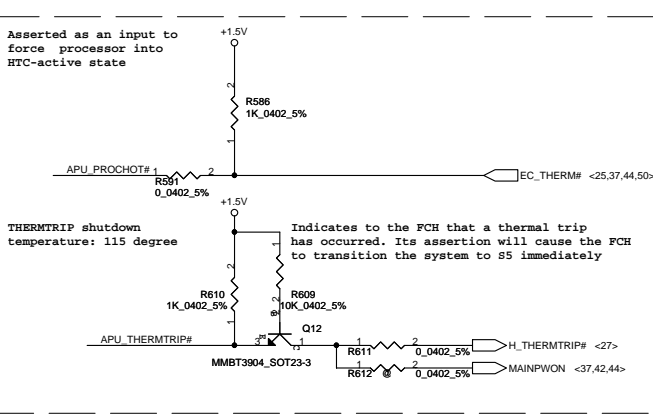 Asserted as an input to
force processor into
HTC-active state
+1.5V
2
R586
1K_0402_5%
1
APU_PROCHOT# 1 2
R591
0_0402_5%
EC_THERM# <25,37,44,50>
+1.5V
THERMTRIP shutdown
temperature: 115 degree
Indicates to the FCH that a thermal trip
has occurred. Its assertion will cause the FCH
to transition the system to S5 immediately
2 1
R610 R609
1K_0402_5% 10K_0402_5%
1 2
Q12
APU_THERMTRIP# 3 1
MMBT3904_SOT23-3
1 2
R611 0_0402_5%
H_THERMTRIP# <27>
1 2
R612 @ 0_0402_5%
MAINPWON <37,42,44>